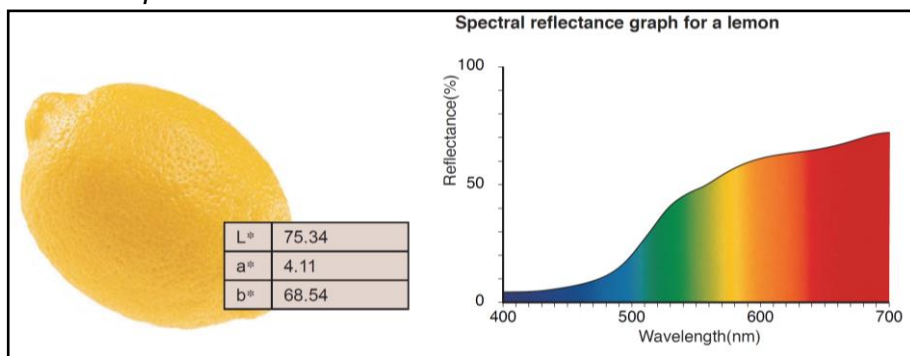 Spectral reflectance graph for a lemon
L* 75.34
a* 4.11
b* 68.54
Reflectance(%)
100
50
0
400 500 600 700
Wavelength(nm)